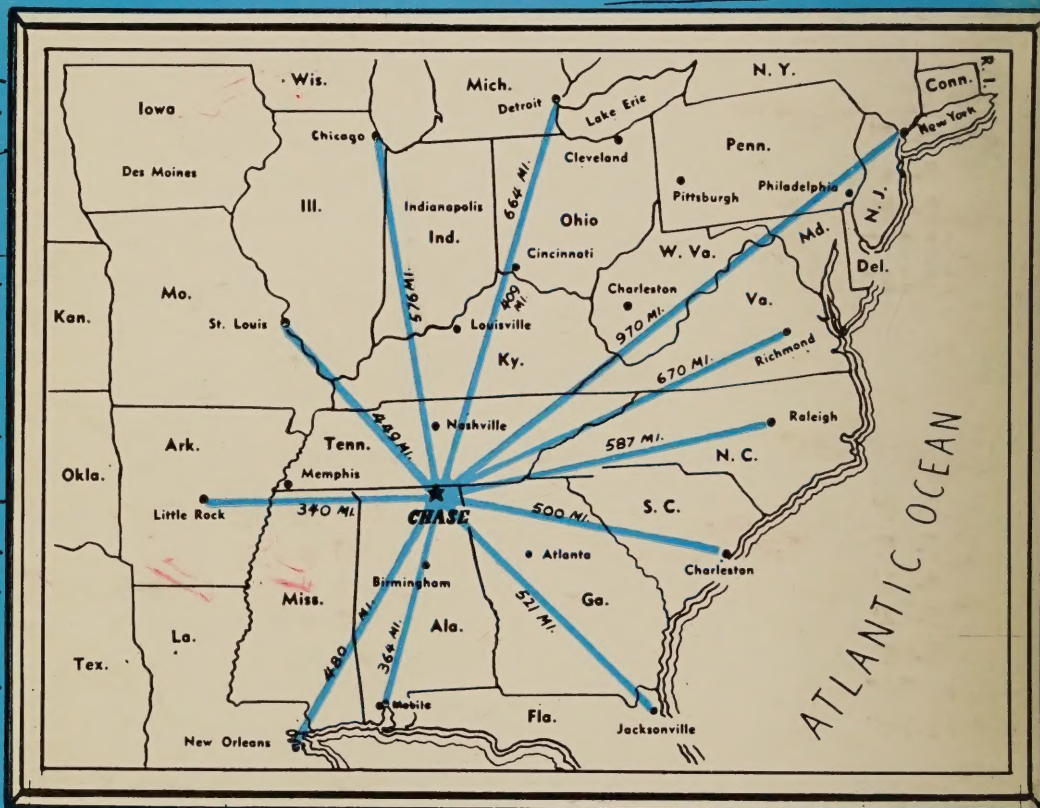 Iowa
Wis.
Mich.
N. Y.
Conn.
R. I.
Detroit
Lake Erie
New York
Chicago
Cleveland
Penn.
Des Moines
Pittsburgh
Philadelphia
N. J.
Ill.
Indianapolis
Ind.
664 MI.
Ohio
Md.
Del.
Cincinnati
W. Va.
Mo.
576 MI.
409 MI.
Charleston
Va.
Kan.
St. Louis
Louisville
970 MI.
Richmond
Ky.
670 MI.
Ark.
Tenn.
449 MI.
Nashville
587 MI.
Raleigh
N. C.
Okla.
Memphis
Little Rock
340 MI.
CHASE
500 MI.
S. C.
Atlanta
Charleston
Birmingham
Miss.
Ala.
521 MI.
Ga.
La.
480 MI.
364 MI.
Tex.
Mobile
Fla.
New Orleans
Jacksonville
ATLANTIC OCEAN